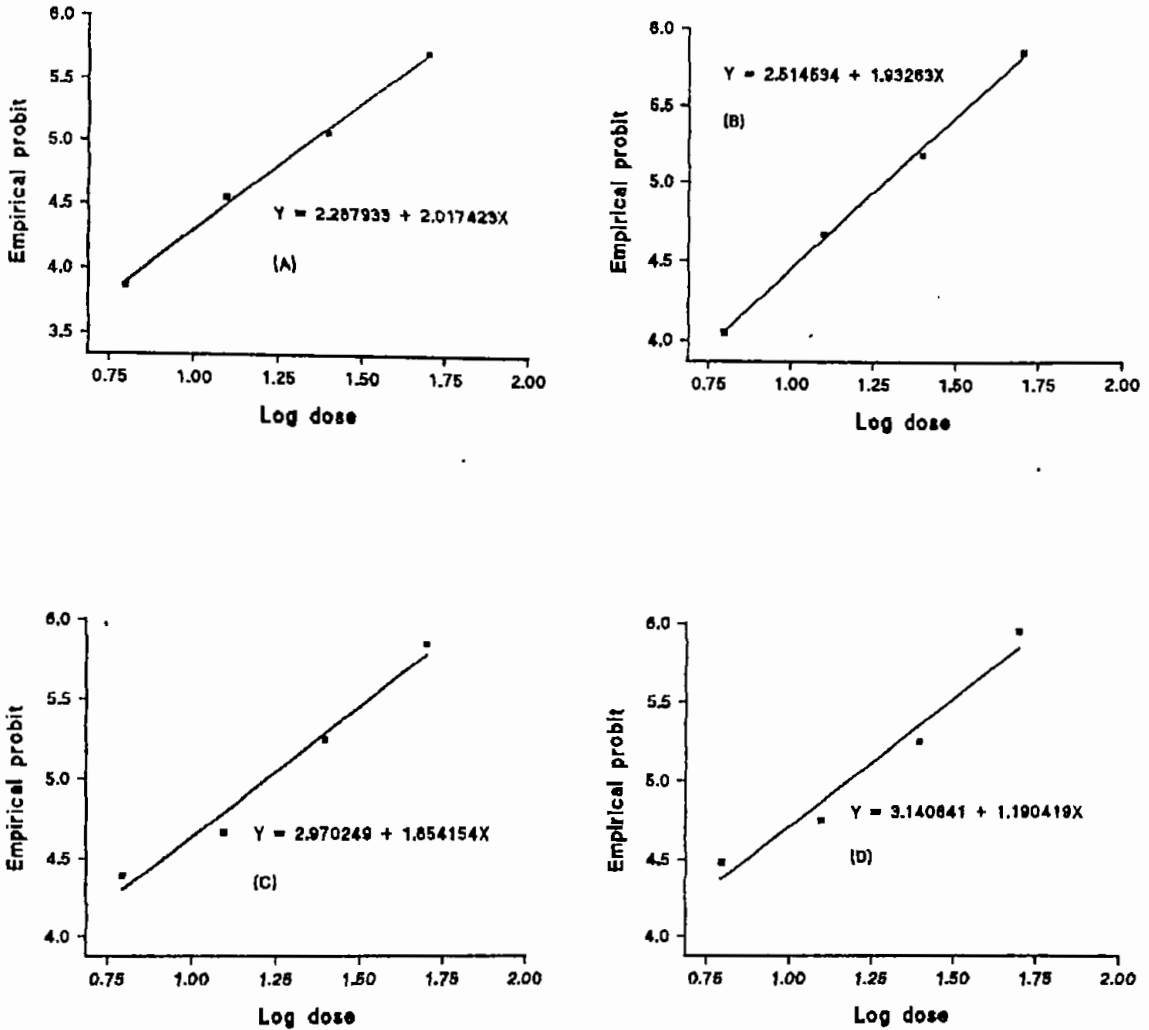 6.0
5.5
5.0
4.5
4.0
3.5
Empirical probit
Y = 2.267933 + 2.017423X
(A)
0.75 1.00 1.25 1.50 1.75 2.00
Log dose
6.0
5.0
4.5
4.0
Empirical probit
Y = 2.514594 + 1.93263X
(B)
0.75 1.00 1.25 1.50 1.75 2.00
Log dose
6.0
5.5
5.0
4.5
4.0
Empirical probit
Y = 2.970249 + 1.654154X
(C)
0.75 1.00 1.25 1.50 1.75 2.00
Log dose
6.0
5.5
5.0
4.5
4.0
Empirical probit
Y = 3.140641 + 1.190419X
(D)
0.75 1.00 1.25 1.50 1.75 2.00
Log dose